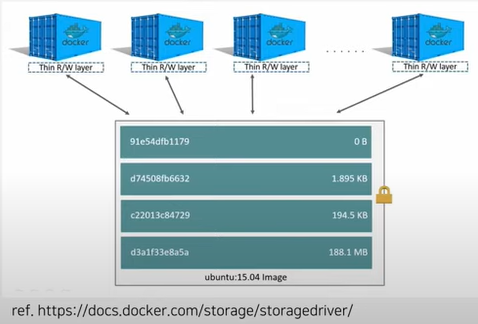 docker docker docker docker
Thin R/W layer Thin R/W layer Thin R/W layer ...... Thin R/W layer
91e54dfb1179 0 B
d74508fb6632 1.895 KB
c22013c84729 194.5 KB
d3a1f33e8a5a 188.1 MB
ubuntu:15.04 Image
ref. https://docs.docker.com/storage/storagedriver/